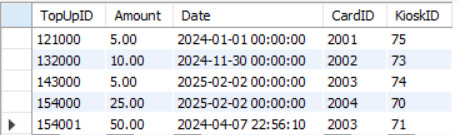 TopUpID Amount Date CardID KioskID
121000 5.00 2024-01-01 00:00:00 2001 75
132000 10.00 2024-11-30 00:00:00 2002 73
143000 5.00 2025-02-02 00:00:00 2003 74
154000 25.00 2025-02-02 00:00:00 2004 70
154001 50.00 2024-04-07 22:56:10 2003 71